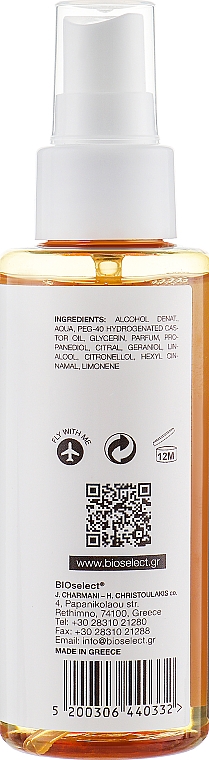 INGREDIENTS: ALCOHOL DENAT.,
AQUA, PEG-40 HYDROGENATED CAS-
TOR OIL, GLYCERIN, PARFUM, PRO-
PANEDIOL, CITRAL, GERANIOL, LIN-
ALOOL, CITRONELLOL, HEXYL CIN-
NAMAL, LIMONENE
FLY WITH ME
12M
www.bioselect.gr
BIOselect®
J. CHARMANI – H. CHRISTOULAKIS co.
4, Papanikolaou str.
Rethimno, 74100, Greece
Tel: +30 28310 21280
Fax: +30 28310 21288
Email: info@bioselect.gr
MADE IN GREECE
5 200306 440332 >